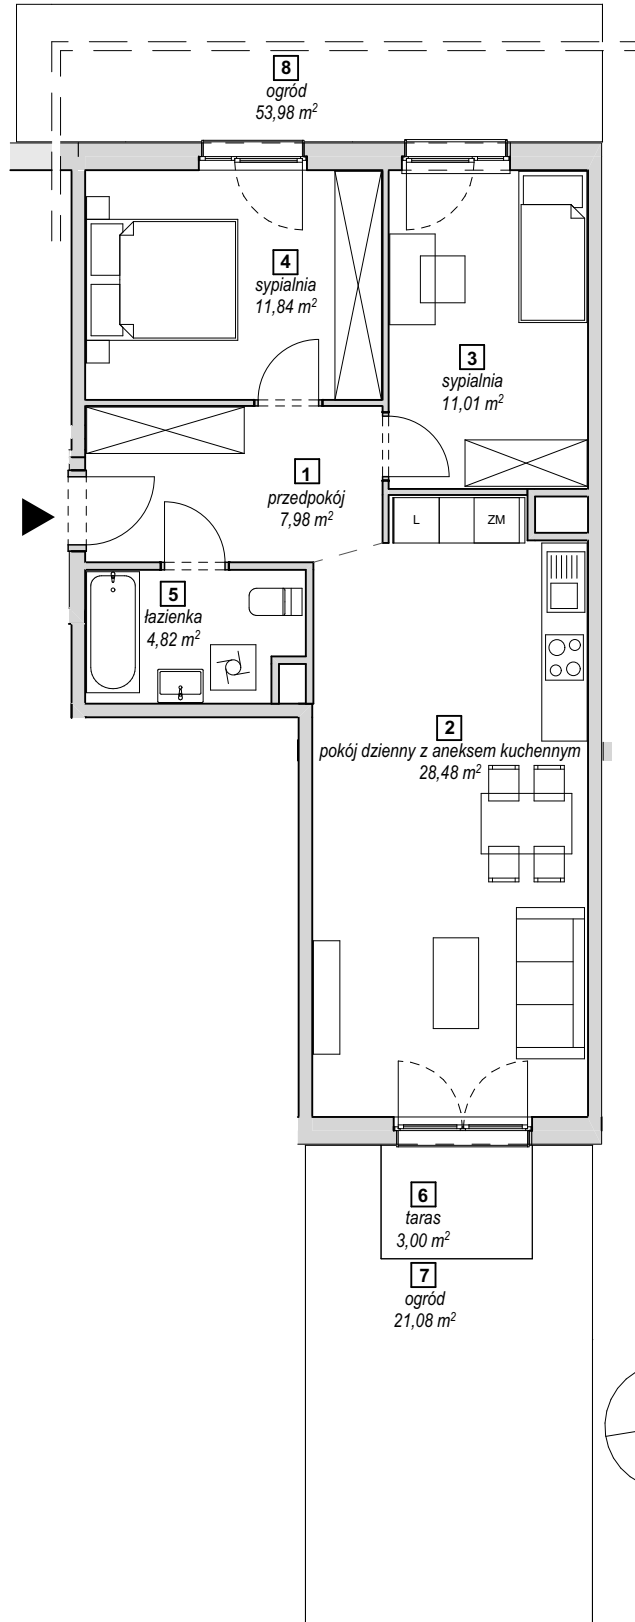 8
ogród
53,98 m²
4
sypialnia
11,84 m²
3
sypialnia
11,01 m²
1
przedpokój
7,98 m²
L
ZM
5
łazienka
4,82 m²
2
pokój dzienny z aneksem kuchennym
28,48 m²
6
taras
3,00 m²
7
ogród
21,08 m²